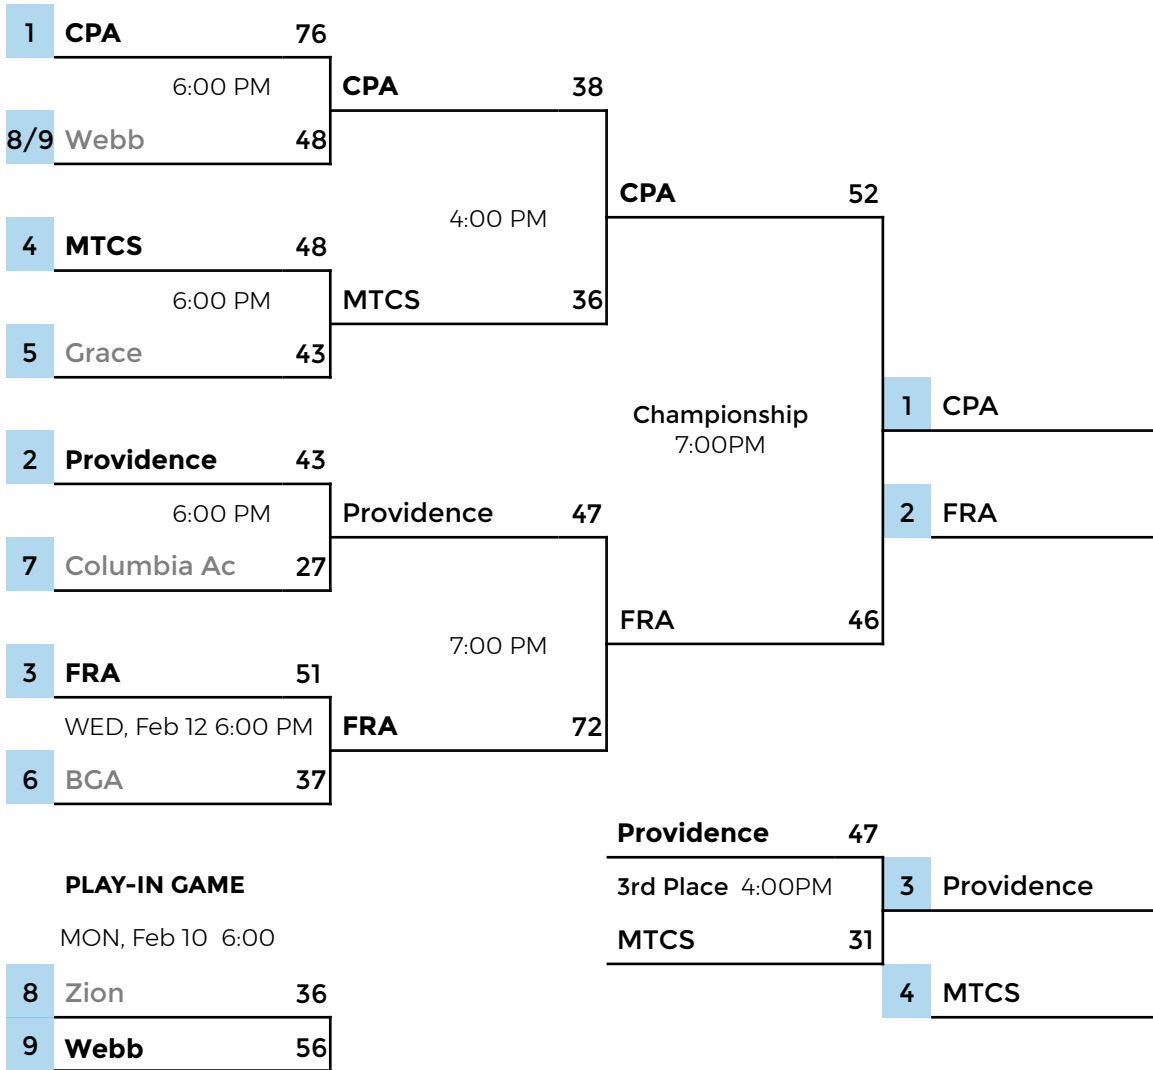 1 CPA 76
6:00 PM
CPA 38
8/9 Webb 48
CPA 52
4:00 PM
4 MTCS 48
6:00 PM
MTCS 36
5 Grace 43
1 CPA
Championship
7:00PM
2 Providence 43
6:00 PM
Providence 47
2 FRA
7 Columbia Ac 27
FRA 46
7:00 PM
3 FRA 51
WED, Feb 12 6:00 PM
FRA 72
6 BGA 37
Providence 47
PLAY-IN GAME
3rd Place 4:00PM
3 Providence
MON, Feb 10 6:00
MTCS 31
8 Zion 36
4 MTCS
9 Webb 56